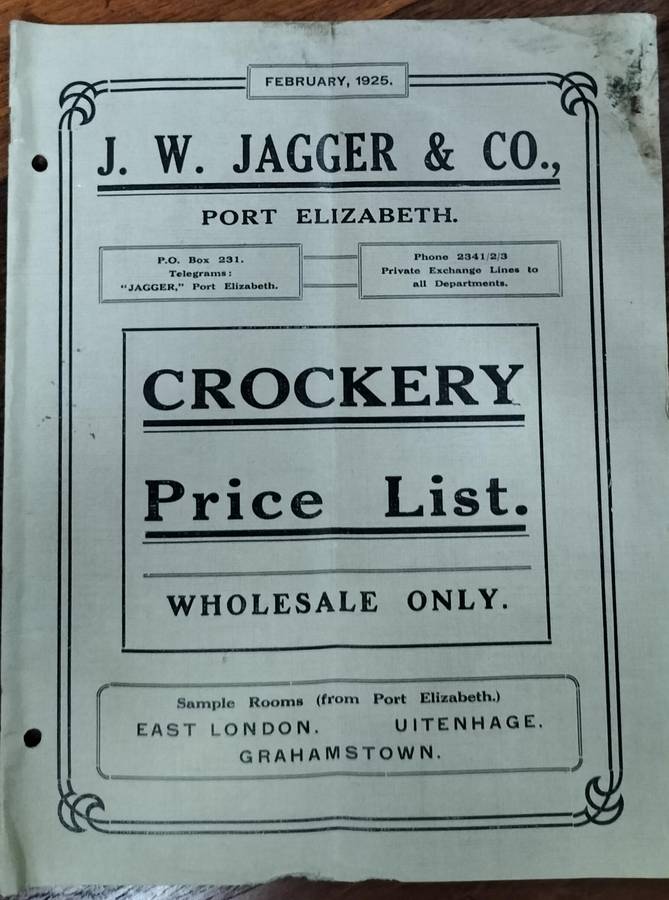 FEBRUARY, 1925.
J. W. JAGGER & CO.,
PORT ELIZABETH.
P.O. Box 231.
Telegrams:
"JAGGER," Port Elizabeth.
Phone 2341/2/3
Private Exchange Lines to
all Departments.
CROCKERY
Price List.
WHOLESALE ONLY.
Sample Rooms (from Port Elizabeth.)
EAST LONDON. UITENHAGE.
GRAHAMSTOWN.